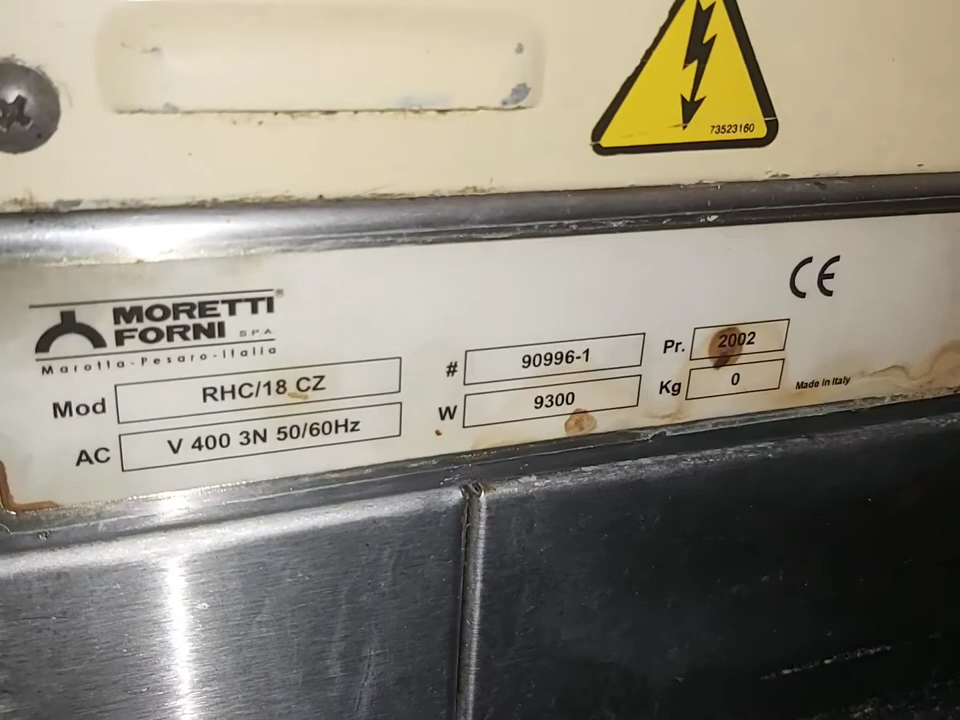 73523160
CE
MORETTI®
FORNI SPA
Marotta-Pesaro-Italia
Mod RHC/18 CZ # 90996-1 Pr. 2002
AC V 400 3N 50/60Hz W 9300 Kg 0 Made in Italy